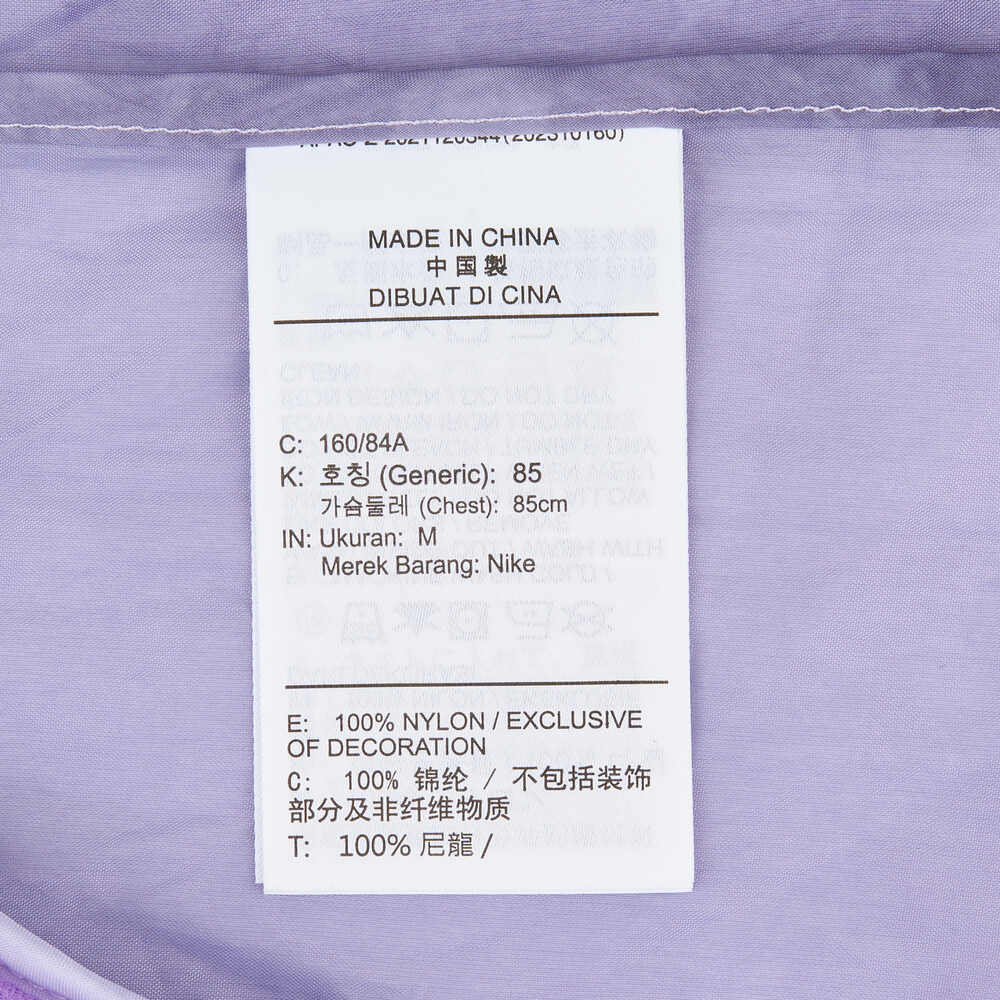 MADE IN CHINA
中国製
DIBUAT DI CINA
C: 160/84A
K: 호칭 (Generic): 85
가슴둘레 (Chest): 85cm
IN: Ukuran: M
Merek Barang: Nike
E: 100% NYLON / EXCLUSIVE
OF DECORATION
C: 100% 锦纶 / 不包括装饰
部分及非纤维物质
T: 100% 尼龍 /